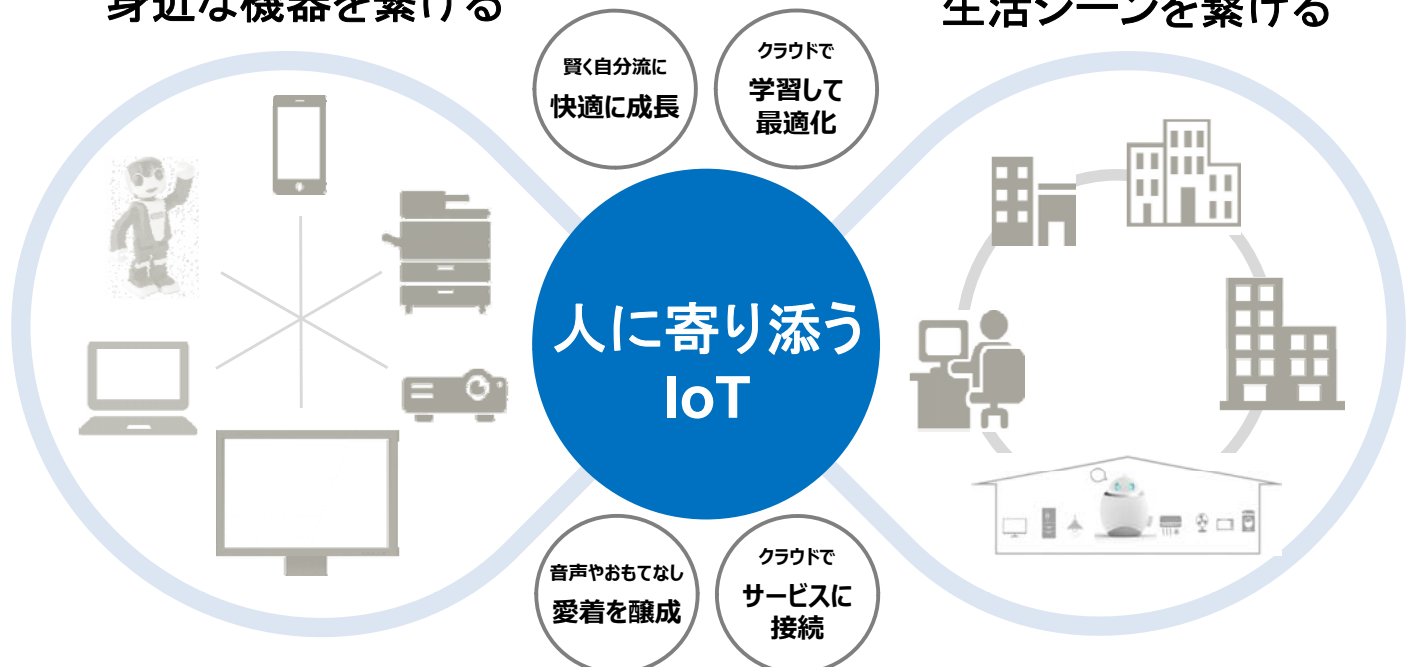 身近な機器を繋げる
生活シーンを繋げる
賢く自分流に
快適に成長
クラウドで
学習して
最適化
人に寄り添う
IoT
音声やおもてなし
愛着を醸成
クラウドで
サービスに
接続